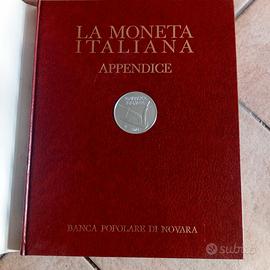 LA MONETA
ITALIANA
APPENDICE
BANCA POPOLARE DI NOVARA
subito